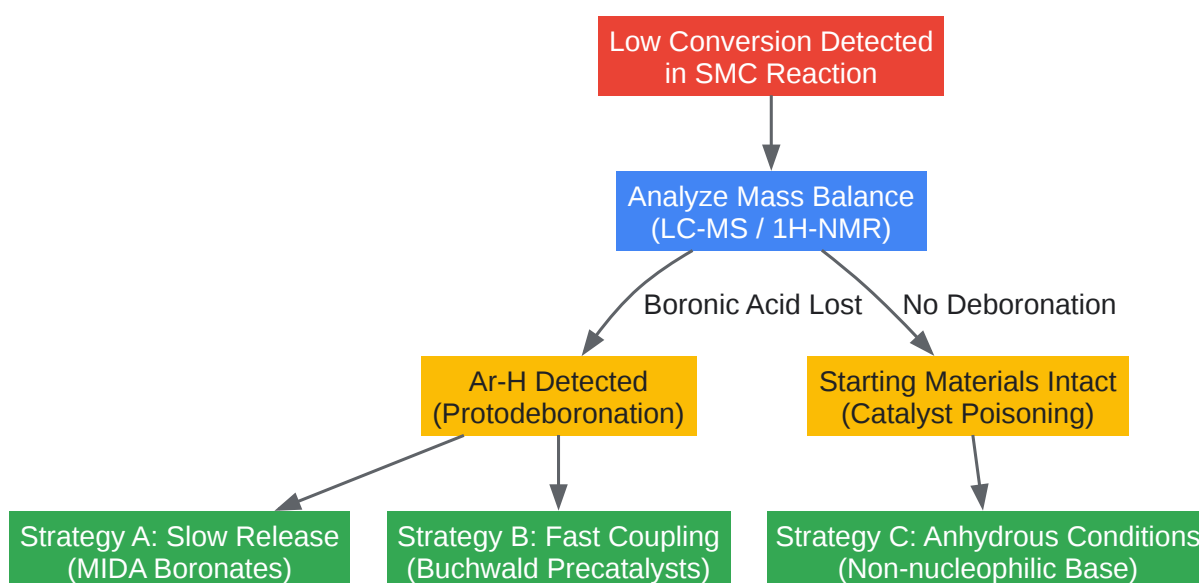 Low Conversion Detected
in SMC Reaction
Analyze Mass Balance
(LC-MS / 1H-NMR)
Boronic Acid Lost
No Deboronation
Ar-H Detected
(Protodeboronation)
Starting Materials Intact
(Catalyst Poisoning)
Strategy A: Slow Release
(MIDA Boronates)
Strategy B: Fast Coupling
(Buchwald Precatalysts)
Strategy C: Anhydrous Conditions
(Non-nucleophilic Base)